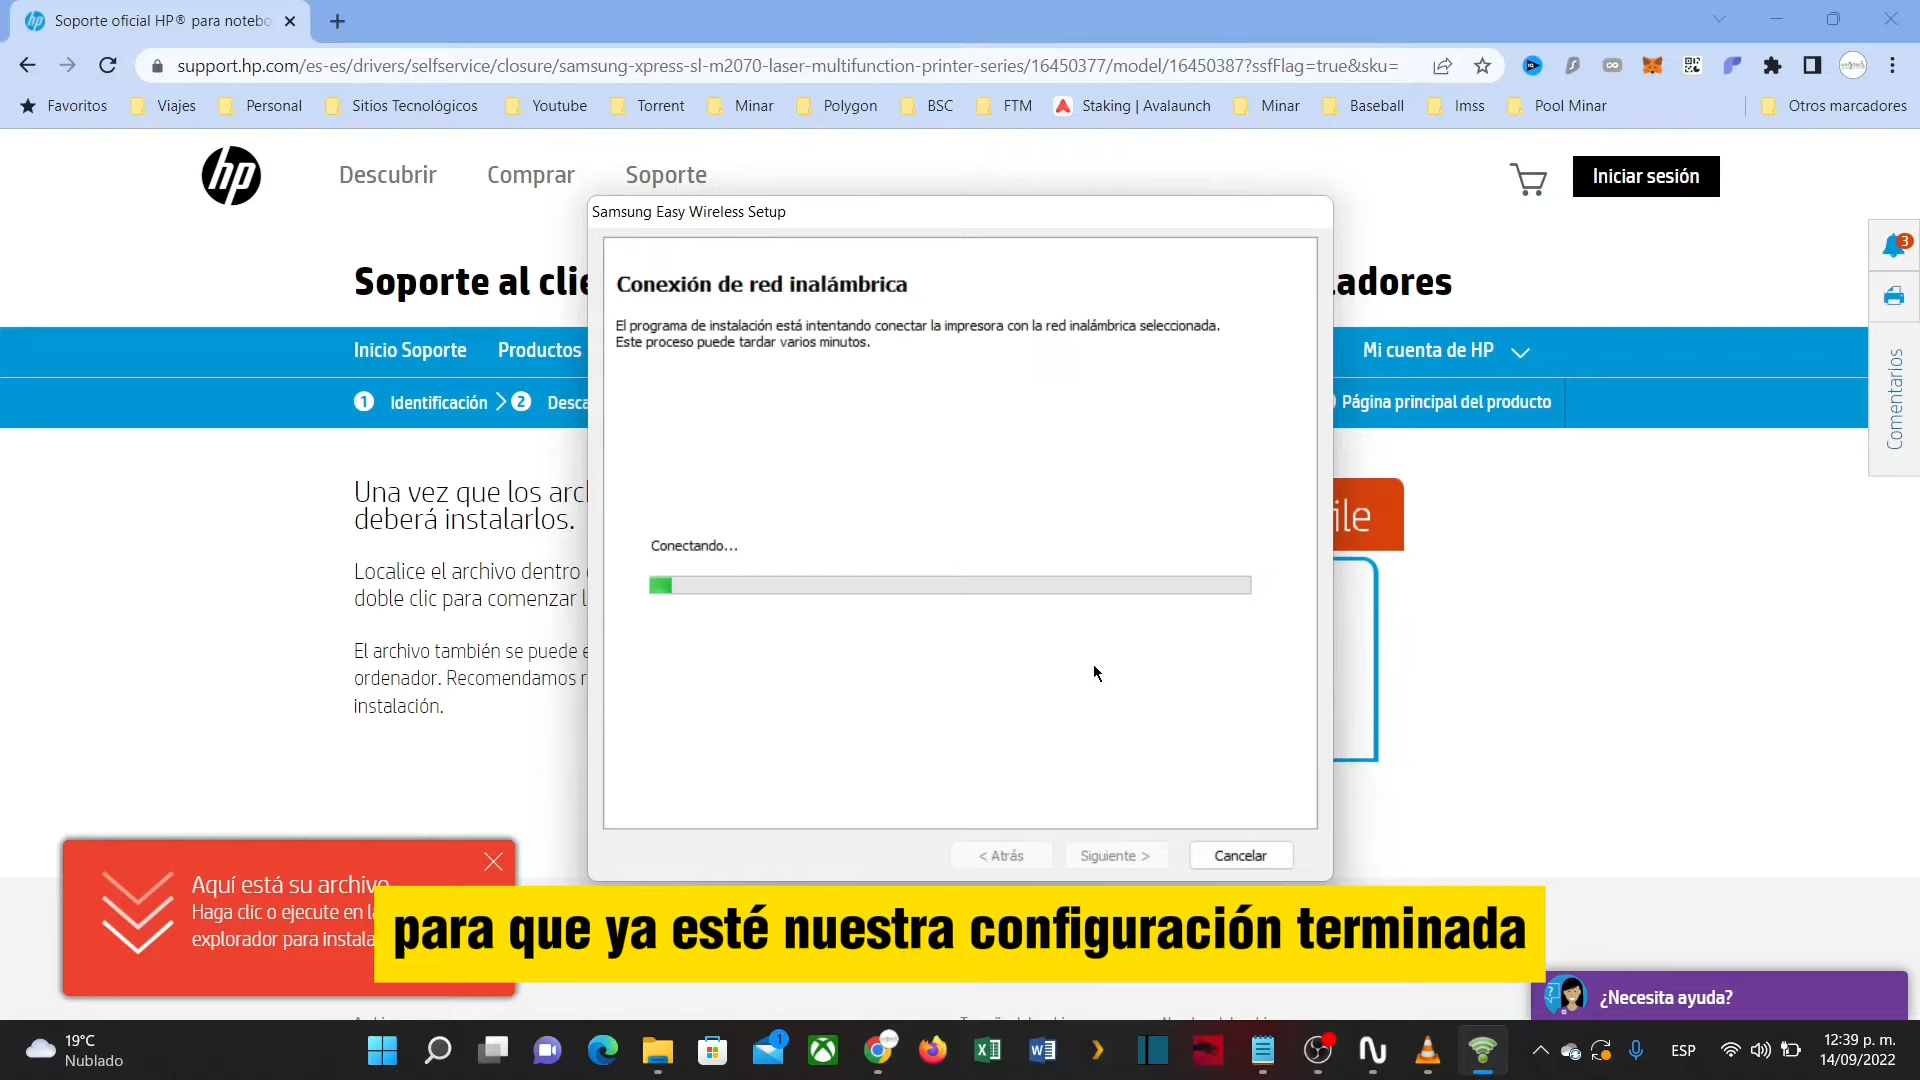 Soporte oficial HP® para notebo
support.hp.com/es-es/drivers/selfservice/closure/samsung-xpress-sl-m2070-laser-multifunction-printer-series/16450377/model/16450387?ssfFlag=true&sku=
Favoritos
Viajes
Personal
Sitios Tecnológicos
Youtube
Torrent
Minar
Polygon
BSC
FTM
Staking | Avalaunch
Minar
Baseball
Imss
Pool Minar
Otros marcadores
hp
Descubrir
Comprar
Soporte
Iniciar sesión
Samsung Easy Wireless Setup
3
Soporte al clie
adores
Conexión de red inalámbrica
El programa de instalación está intentando conectar la impresora con la red inalámbrica seleccionada.
Este proceso puede tardar varios minutos.
Inicio Soporte
Productos
Mi cuenta de HP
1 Identificación
2 Desca
Página principal del producto
Comentarios
Una vez que los arc
deberá instalarlos.
ile
Localice el archivo dentro
doble clic para comenzar l
Conectando...
El archivo también se puede e
ordenador. Recomendamos r
instalación.
< Atrás
Siguiente >
Cancelar
Aquí está su archivo
Haga clic o ejecute en la
explorador para instala
para que ya esté nuestra configuración terminada
¿Necesita ayuda?
19°C
Nublado
1
ESP
12:39 p. m.
14/09/2022